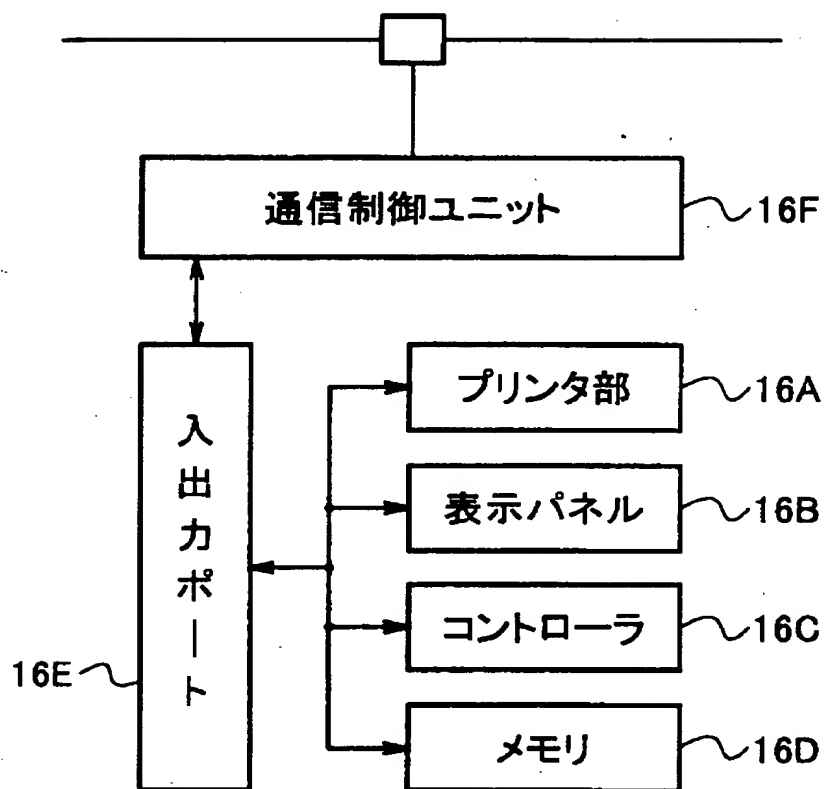 通信制御ユニット
16F
プリンタ部
16A
入出力ポート
表示パネル
16B
コントローラ
16C
16E
メモリ
16D